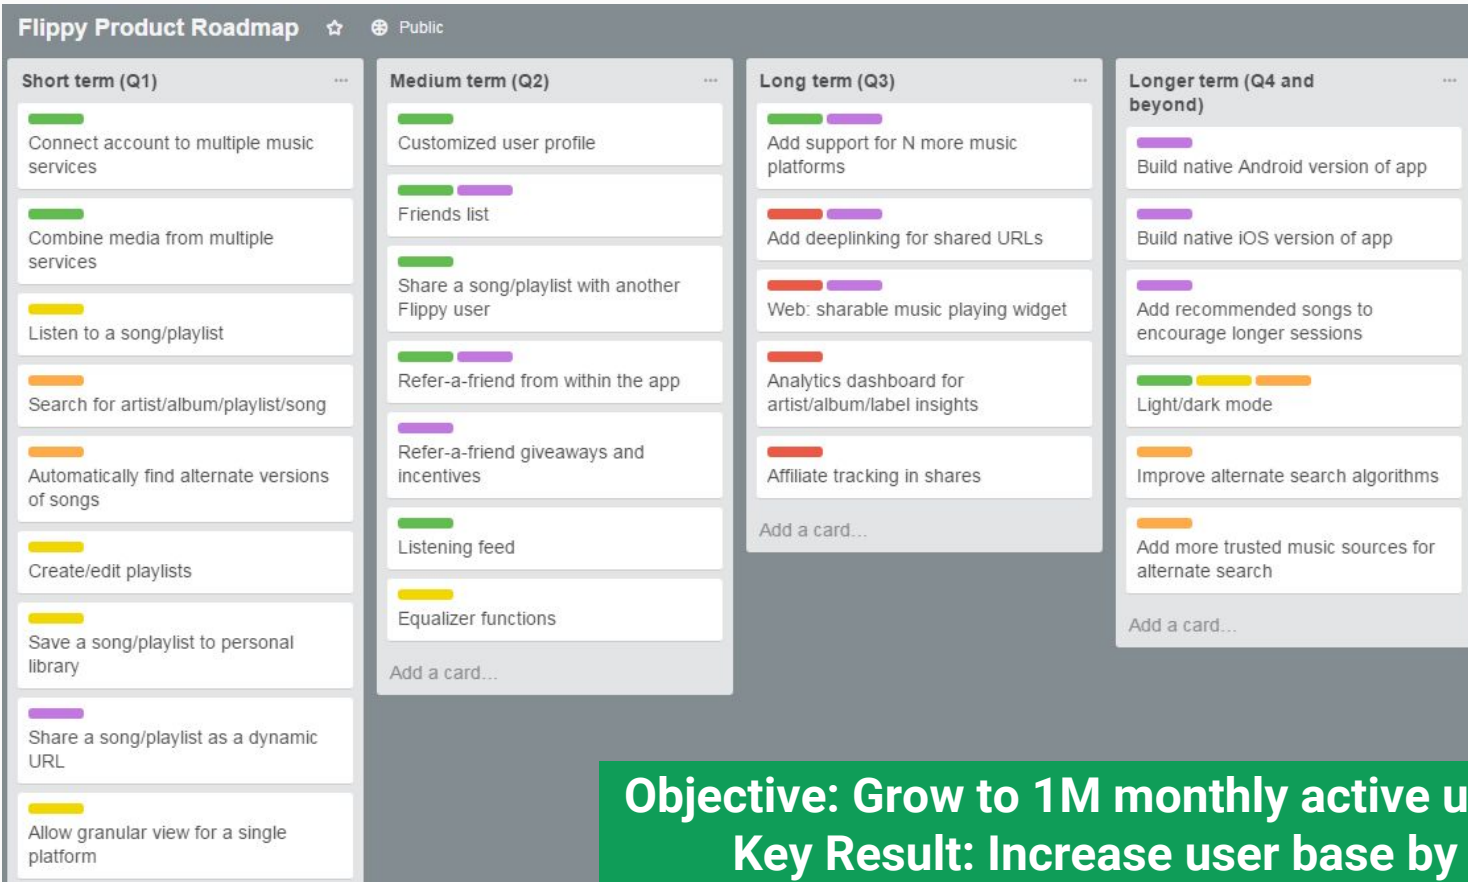 Flippy Product Roadmap
Public
Short term (Q1)
Connect account to multiple music
services
Combine media from multiple
services
Listen to a song/playlist
Search for artist/album/playlist/song
Automatically find alternate versions
of songs
Create/edit playlists
Save a song/playlist to personal
library
Share a song/playlist as a dynamic
URL
Allow granular view for a single
platform
Medium term (Q2)
Customized user profile
Friends list
Share a song/playlist with another
Flippy user
Refer-a-friend from within the app
Refer-a-friend giveaways and
incentives
Listening feed
Equalizer functions
Add a card...
Long term (Q3)
Add support for N more music
platforms
Add deeplinking for shared URLs
Web: sharable music playing widget
Analytics dashboard for
artist/album/label insights
Affiliate tracking in shares
Add a card...
Longer term (Q4 and
beyond)
Build native Android version of app
Build native iOS version of app
Add recommended songs to
encourage longer sessions
Light/dark mode
Improve alternate search algorithms
Add more trusted music sources for
alternate search
Add a card...
Objective: Grow to 1M monthly active u
Key Result: Increase user base by